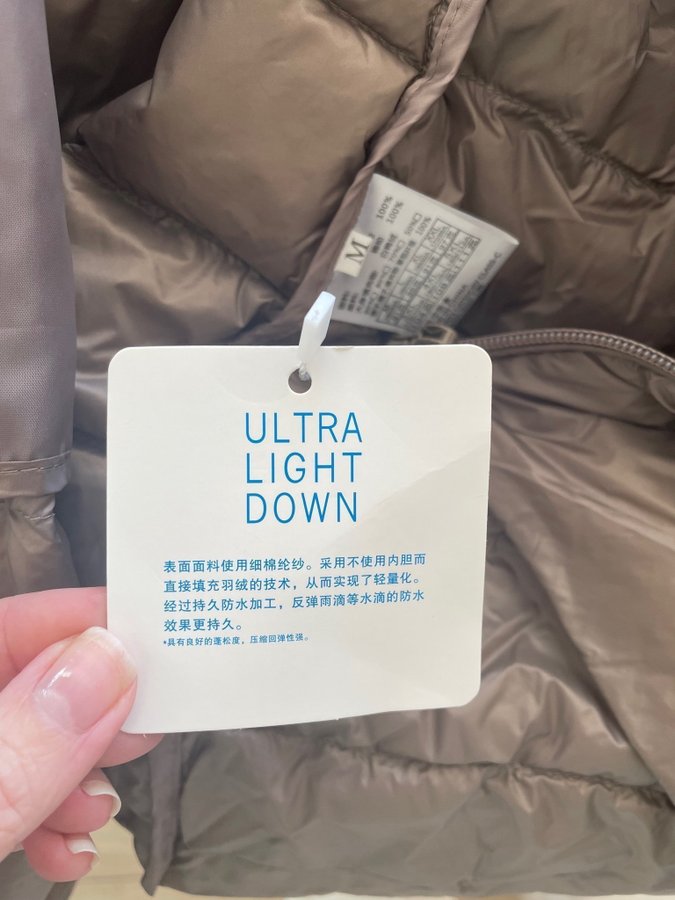 M
100%
100%
100%
ULTRA
LIGHT
DOWN
表面面料使用细棉纶纱。采用不使用内胆而
直接填充羽绒的技术，从而实现了轻量化。
经过持久防水加工，反弹雨滴等水滴的防水
效果更持久。
*具有良好的蓬松度，压缩回弹性强。